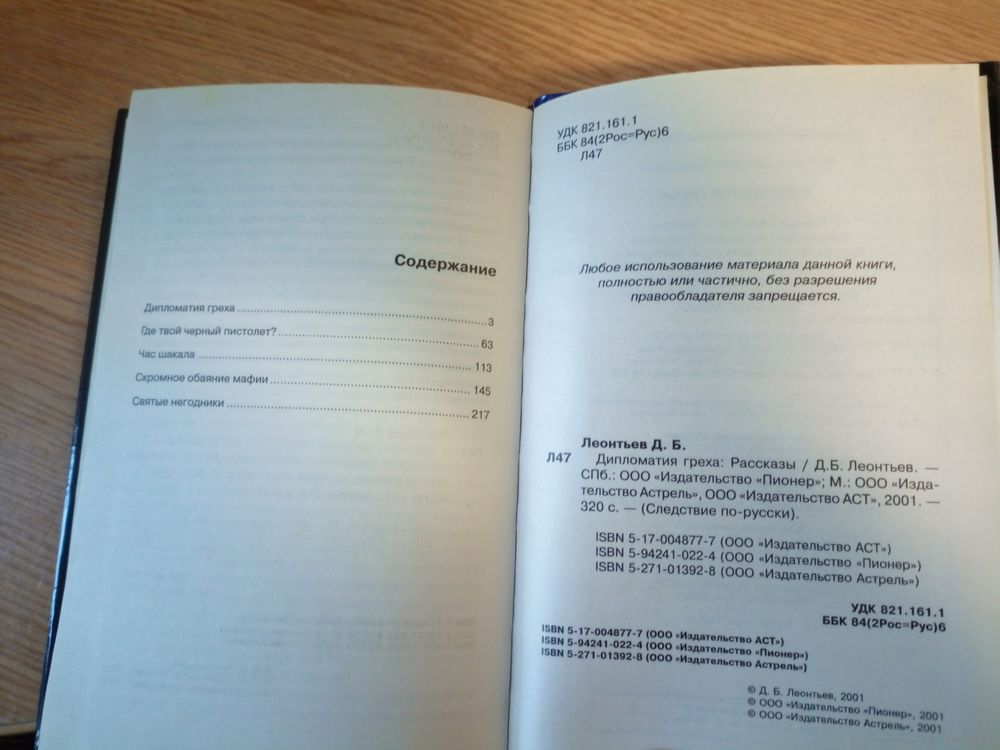 Содержание
Дипломатия греха 3
Где твой черный пистолет? 63
Час шакала 113
Скромное обаяние мафии 145
Святые негодники 217
УДК 821.161.1
ББК 84(2Рос=Рус)6
Л47
Любое использование материала данной книги,
полностью или частично, без разрешения
правообладателя запрещается.
Леонтьев Д. Б.
Л47 Дипломатия греха: Рассказы / Д.Б. Леонтьев. —
СПб.: ООО «Издательство «Пионер»; М.: ООО «Изда-
тельство Астрель», ООО «Издательство АСТ», 2001. —
320 с. — (Следствие по-русски).
ISBN 5-17-004877-7 (ООО «Издательство АСТ»)
ISBN 5-94241-022-4 (ООО «Издательство «Пионер»)
ISBN 5-271-01392-8 (ООО «Издательство Астрель»)
УДК 821.161.1
ББК 84(2Рос=Рус)6
ISBN 5-17-004877-7 (ООО «Издательство АСТ»)
ISBN 5-94241-022-4 (ООО «Издательство «Пионер»)
ISBN 5-271-01392-8 (ООО «Издательство Астрель»)
© Д. Б. Леонтьев, 2001
© ООО «Издательство «Пионер», 2001
© ООО «Издательство Астрель», 2001